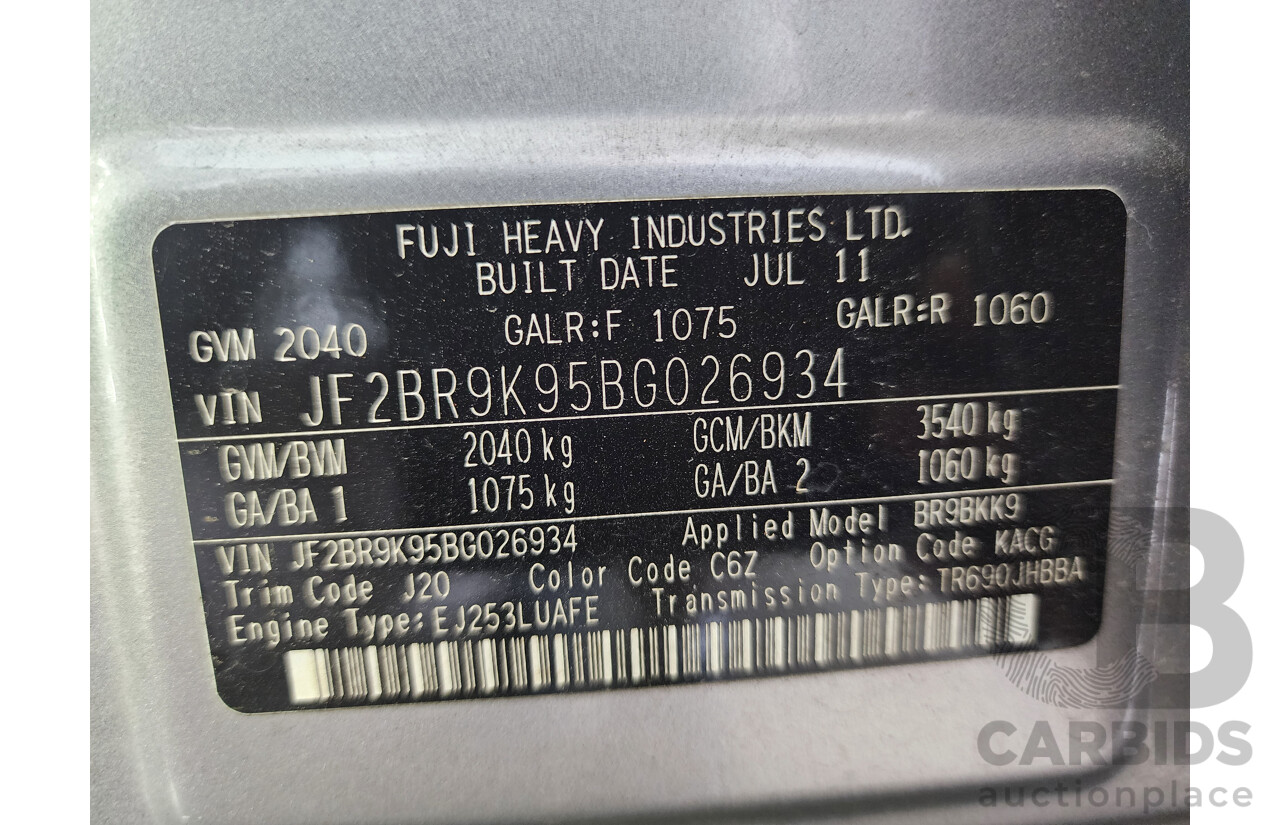 FUJI HEAVY INDUSTRIES LTD.
BUILT DATE JUL 11
GVM 2040 GALR:F 1075 GALR:R 1060
VIN JF2BR9K95BG026934
GVM/BVM 2040 kg GCM/BKM 3540 kg
GA/BA 1 1075 kg GA/BA 2 1060 kg
VIN JF2BR9K95BG026934 Applied Model BR9BKK9
Trim Code J20 Color Code C6Z Option Code KACG
Engine Type: EJ253LUAFE Transmission Type: TR690JHBBA
CARBIDS
auctionplace